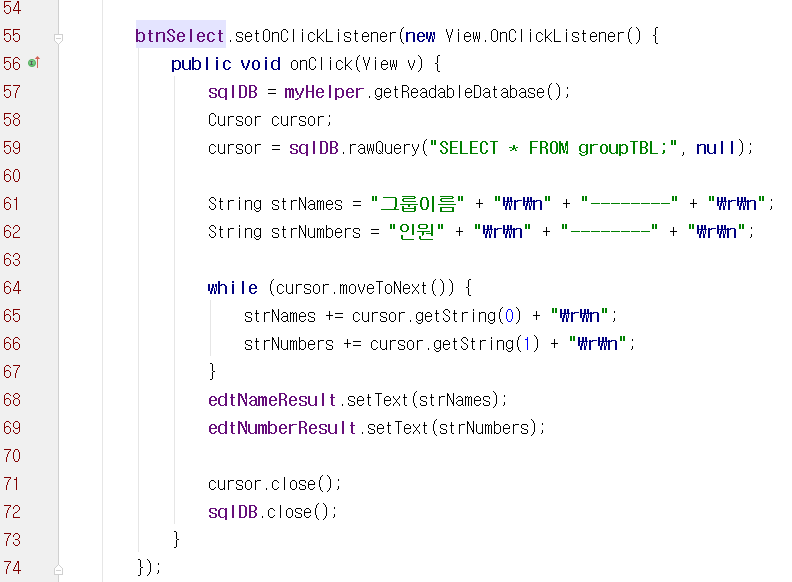 54
55 btnSelect.setOnClickListener(new View.OnClickListener() {
56 public void onClick(View v) {
57 sqlDB = myHelper.getReadableDatabase();
58 Cursor cursor;
59 cursor = sqlDB.rawQuery("SELECT * FROM groupTBL;", null);
60
61 String strNames = "그룹이름" + "₩r₩n" + "--------" + "₩r₩n";
62 String strNumbers = "인원" + "₩r₩n" + "--------" + "₩r₩n";
63
64 while (cursor.moveToNext()) {
65 strNames += cursor.getString(0) + "₩r₩n";
66 strNumbers += cursor.getString(1) + "₩r₩n";
67 }
68 edtNameResult.setText(strNames);
69 edtNumberResult.setText(strNumbers);
70
71 cursor.close();
72 sqlDB.close();
73 }
74 });